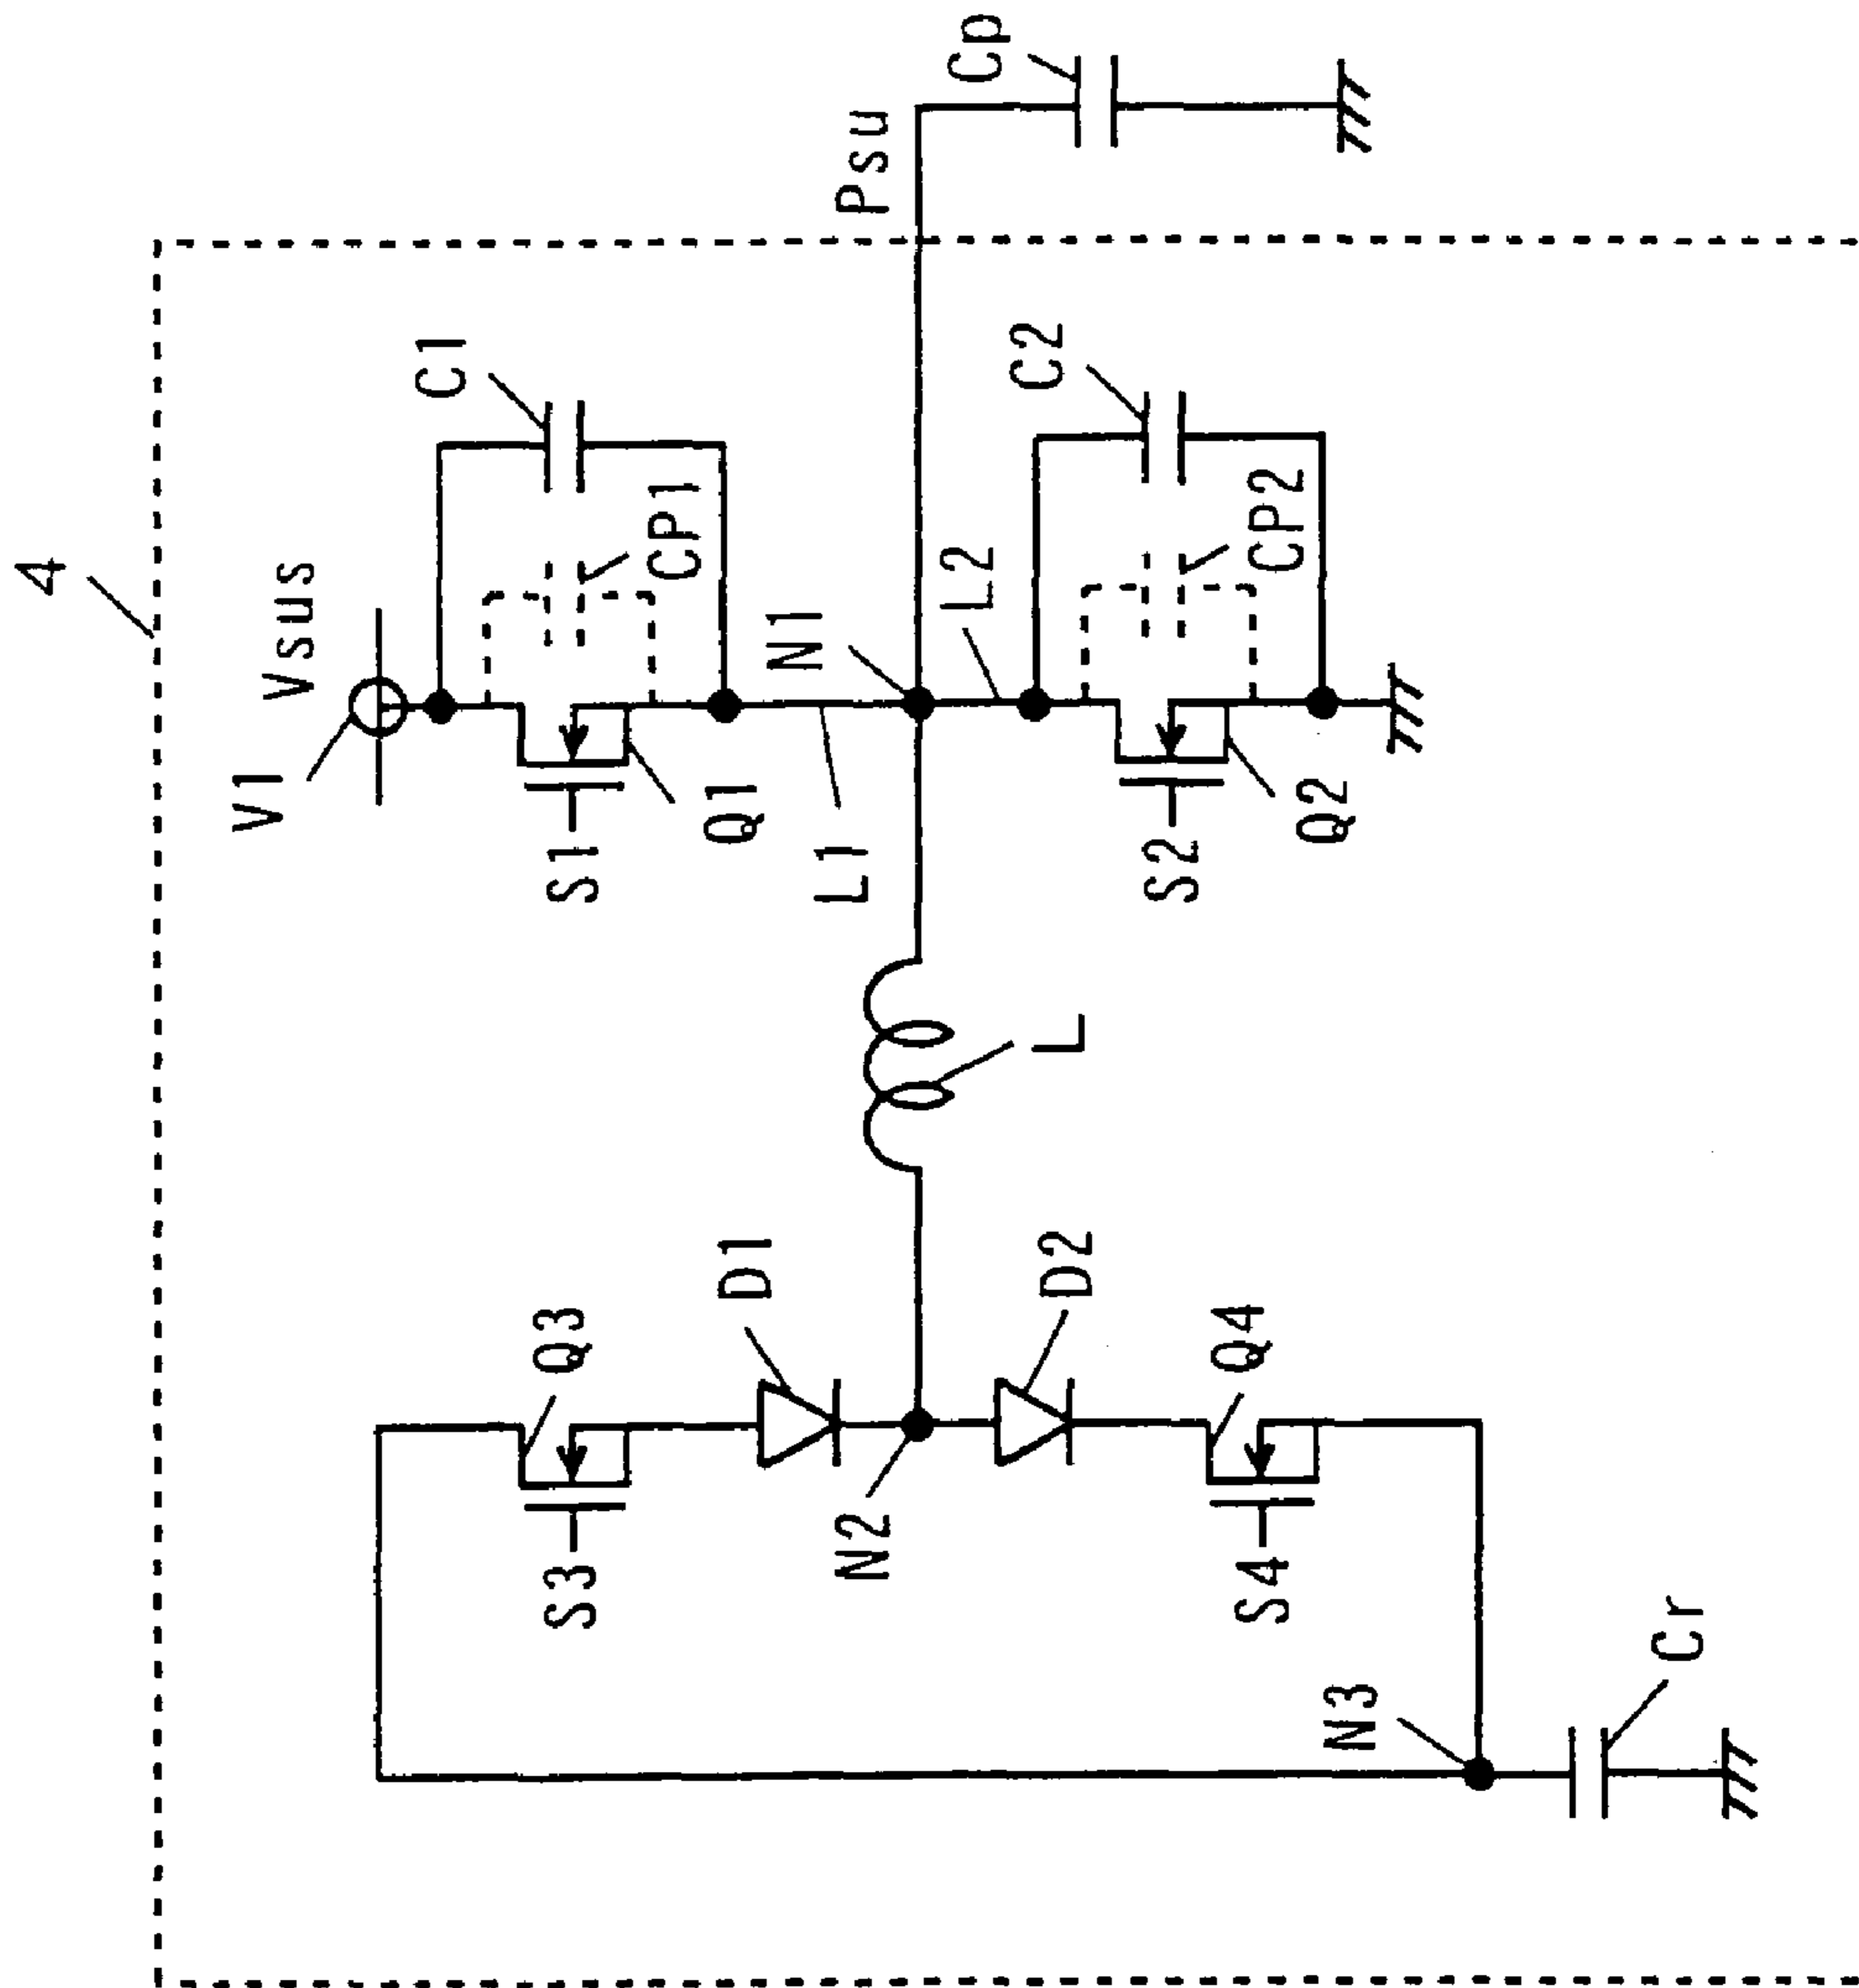 4
V1
Vsus
S1
Q1
CP1
C1
L1
N1
L2
Psu
Cp
S2
Q2
CP2
C2
L
S3
Q3
D1
N2
D2
S4
Q4
N3
Cr